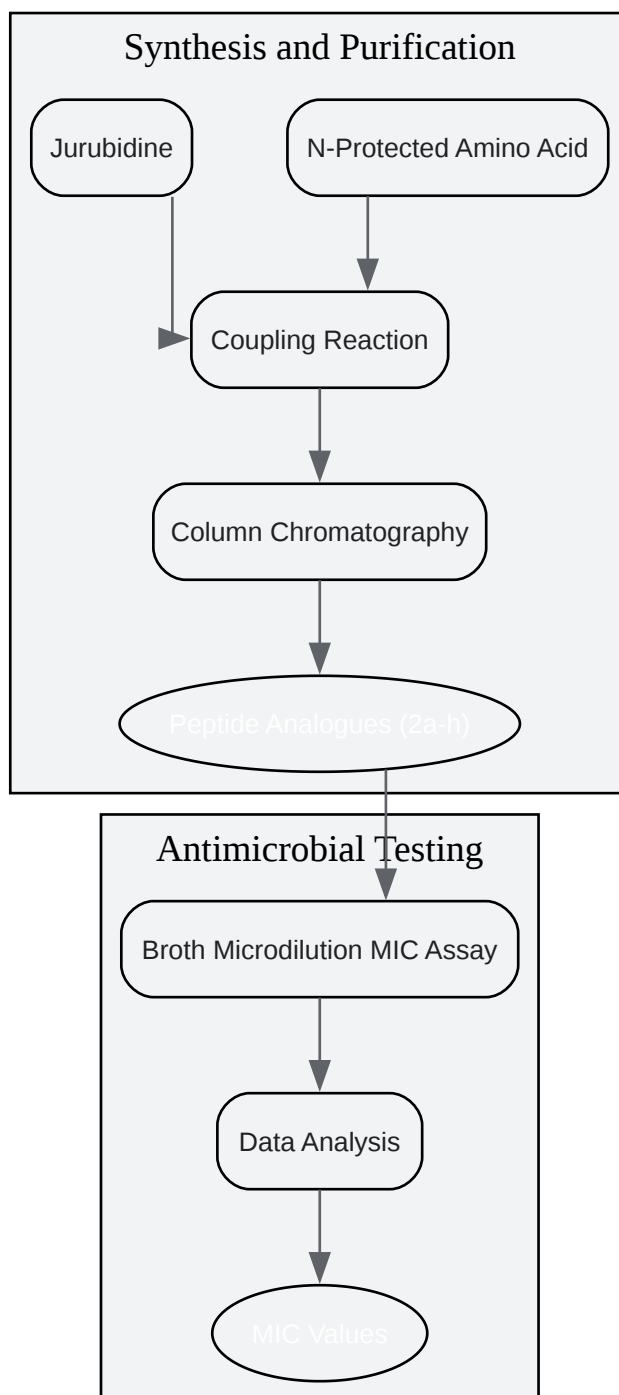 Synthesis and Purification
Jurubidine
N-Protected Amino Acid
Coupling Reaction
Column Chromatography
Peptide Analogues (2a-h)
Antimicrobial Testing
Broth Microdilution MIC Assay
Data Analysis
MIC Values